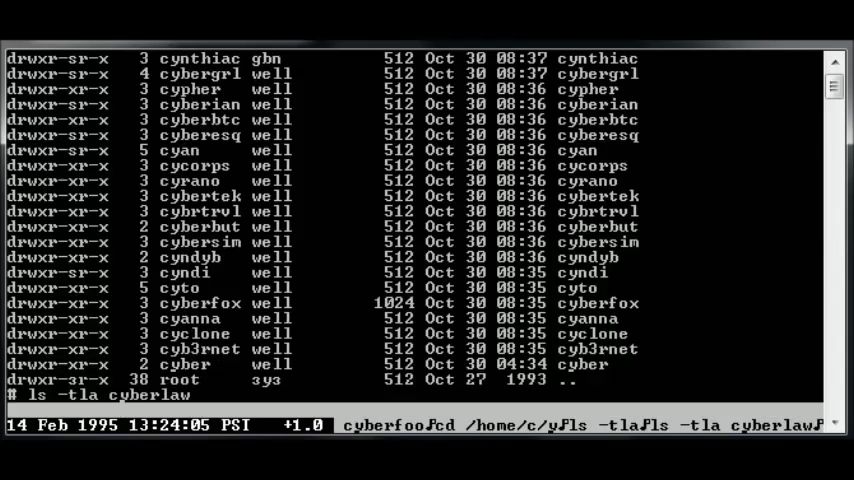 drwxr-sr-x 3 cynthiac gbn 512 Oct 30 08:37 cynthiac
drwxr-sr-x 4 cybergrl well 512 Oct 30 08:37 cybergrl
drwxr-xr-x 3 cypher well 512 Oct 30 08:36 cypher
drwxr-xr-x 3 cyberian well 512 Oct 30 08:36 cyberian
drwxr-xr-x 3 cyberbtc well 512 Oct 30 08:36 cyberbtc
drwxr-sr-x 3 cyberesq well 512 Oct 30 08:36 cyberesq
drwxr-sr-x 5 cyan well 512 Oct 30 08:36 cyan
drwxr-xr-x 3 cycorps well 512 Oct 30 08:36 cycorps
drwxr-xr-x 3 cyrano well 512 Oct 30 08:36 cyrano
drwxr-xr-x 3 cybertek well 512 Oct 30 08:36 cybertek
drwxr-xr-x 3 cybrtrvl well 512 Oct 30 08:36 cybrtrvl
drwxr-xr-x 2 cyberbut well 512 Oct 30 08:36 cyberbut
drwxr-xr-x 3 cybersim well 512 Oct 30 08:36 cybersim
drwxr-xr-x 2 cyndyb well 512 Oct 30 08:36 cyndyb
drwxr-sr-x 3 cyndi well 512 Oct 30 08:35 cyndi
drwxr-xr-x 5 cyto well 512 Oct 30 08:35 cyto
drwxr-xr-x 3 cyberfox well 1024 Oct 30 08:35 cyberfox
drwxr-xr-x 3 cyanna well 512 Oct 30 08:35 cyanna
drwxr-xr-x 3 cyclone well 512 Oct 30 08:35 cyclone
drwxr-xr-x 3 cyb3rnet well 512 Oct 30 08:35 cyb3rnet
drwxr-xr-x 2 cyber well 512 Oct 30 04:34 cyber
drwxr-sr-x 38 root sys 512 Oct 27 1993 ..
# ls -tla cyberlaw
14 Feb 1995 13:24:05 PST +1.0 cyberfoo♪cd /home/c/y♪ls -tla♪ls -tla cyberlaw♪